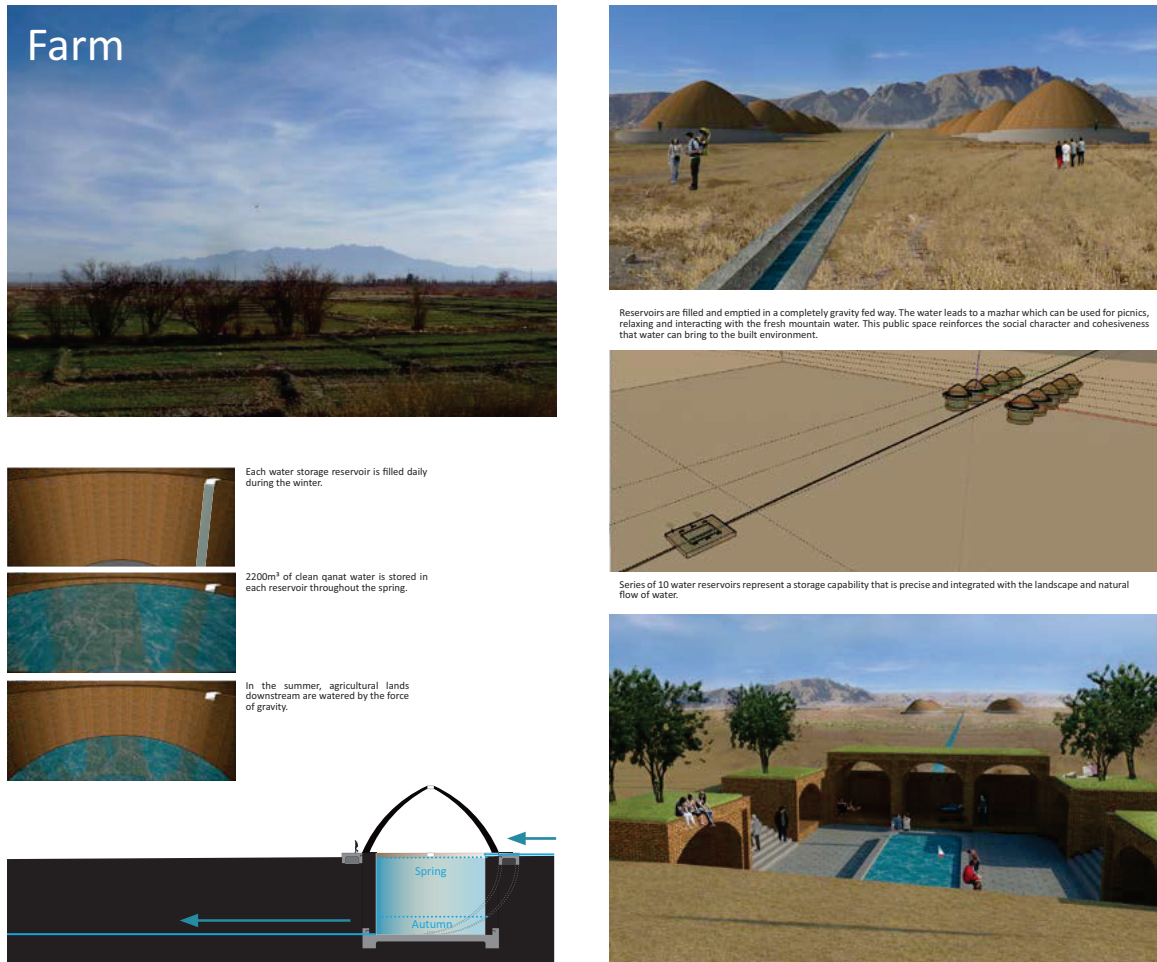 Farm
Each water storage reservoir is filled daily
during the winter.
2200m³ of clean qanat water is stored in
each reservoir throughout the spring.
In the summer, agricultural lands
downstream are watered by the force
of gravity.
Spring
Autumn
Reservoirs are filled and emptied in a completely gravity fed way. The water leads to a mazhar which can be used for picnics,
relaxing and interacting with the fresh mountain water. This public space reinforces the social character and cohesiveness
that water can bring to the built environment.
Series of 10 water reservoirs represent a storage capability that is precise and integrated with the landscape and natural
flow of water.